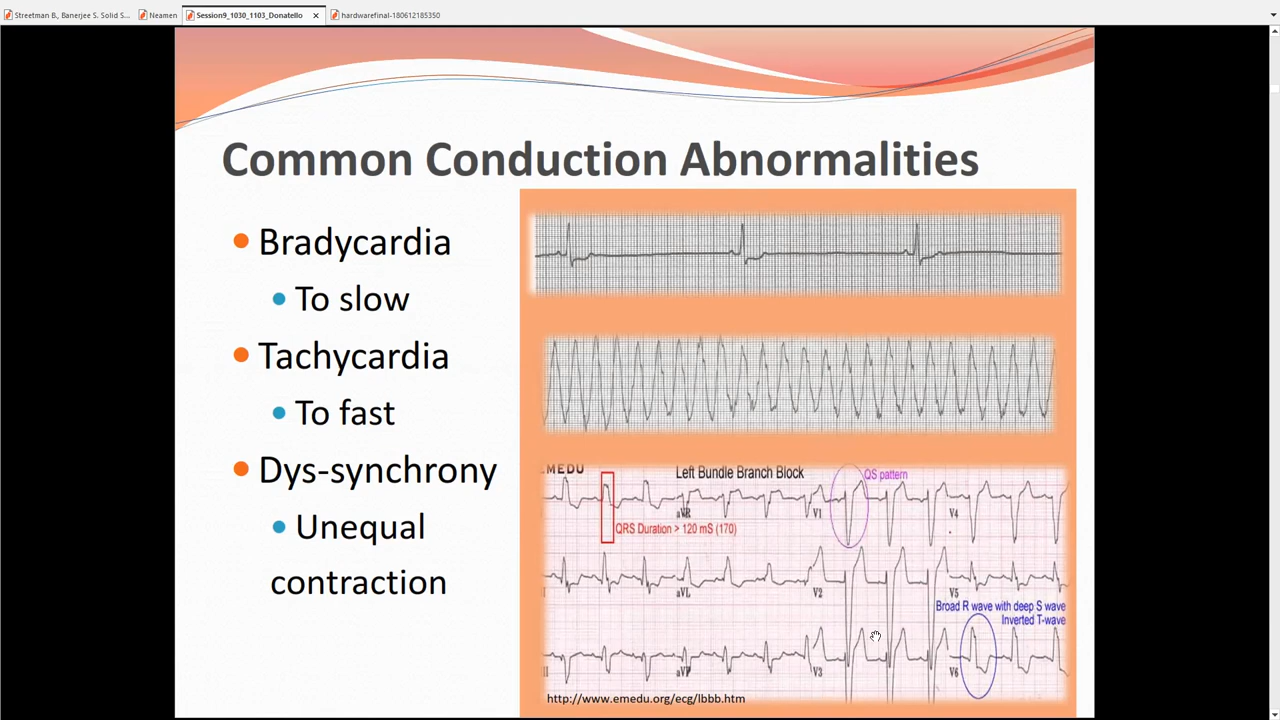 Streetman B., Banerjee S. Solid S...
Neamen
Session9_1030_1103_Donatello
hardwarefinal-180612185350
Common Conduction Abnormalities
Bradycardia
To slow
Tachycardia
To fast
Dys-synchrony
Unequal
contraction
EMEDU
Left Bundle Branch Block
QS pattern
aVR
V1
V4
QRS Duration > 120 mS (170)
II
aVL
V2
V5
Broad R wave with deep S wave
Inverted T-wave
aVF
V3
V6
http://www.emedu.org/ecg/lbbb.htm